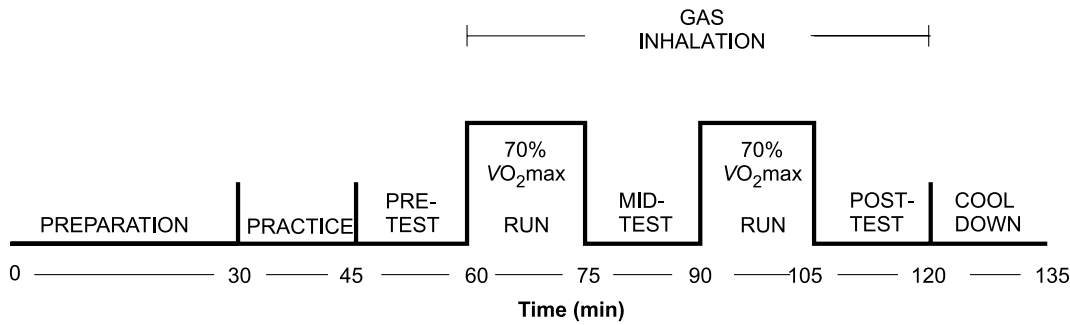 GAS
INHALATION
70%
VO2max
RUN
70%
VO2max
RUN
PREPARATION
PRACTICE
PRE-
TEST
MID-
TEST
POST-
TEST
COOL
DOWN
0 30 45 60 75 90 105 120 135
Time (min)